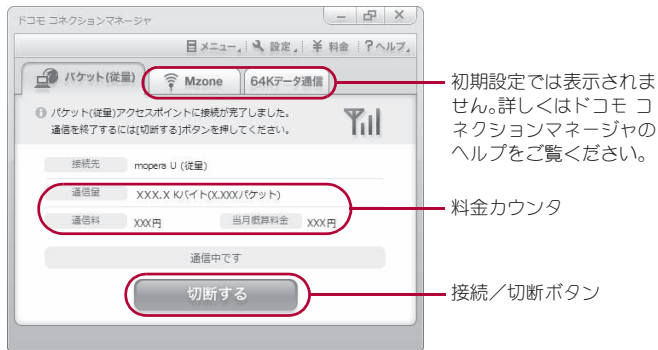 ドコモ コネクションマネージャ
メニュー 設定 ¥ 料金 ?ヘルプ
パケット(従量) Mzone 64Kデータ通信
パケット(従量)アクセスポイントに接続が完了しました。
通信を終了するには[切断する]ボタンを押してください。
接続先 mopera U (従量)
通信量 XXX.X Kバイト(X,XXXパケット)
通信料 XXX円 当月概算料金 XXX円
通信中です
切断する
初期設定では表示されま
せん。詳しくはドコモ コ
ネクションマネージャの
ヘルプをご覧ください。
料金カウンタ
接続／切断ボタン